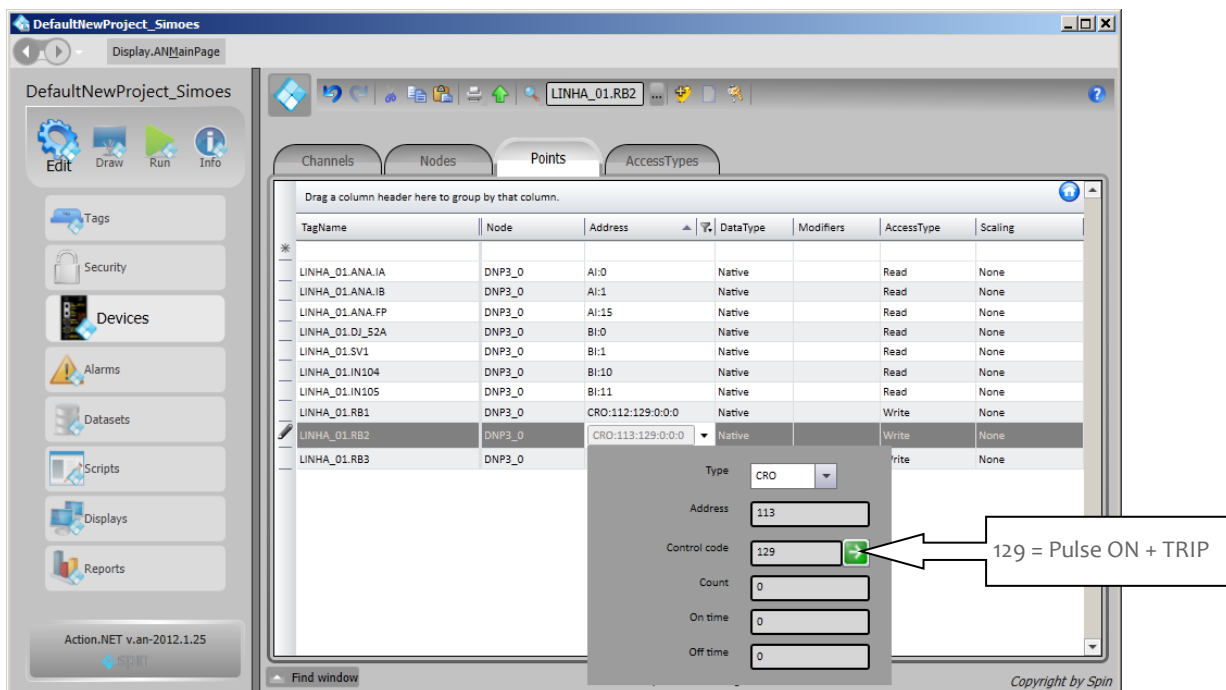 DefaultNewProject_Simoes
Display.ANMainPage
DefaultNewProject_Simoes
Edit Draw Run Info
Tags
Security
Devices
Alarms
Datasets
Scripts
Displays
Reports
Action.NET v.an-2012.1.25
spin
LINHA_01.RB2 ...
Channels Nodes Points AccessTypes
Drag a column header here to group by that column.
TagName Node Address DataType Modifiers AccessType Scaling
LINHA_01.ANA.IA DNP3_0 AI:0 Native Read None
LINHA_01.ANA.IB DNP3_0 AI:1 Native Read None
LINHA_01.ANA.FP DNP3_0 AI:15 Native Read None
LINHA_01.DJ_52A DNP3_0 BI:0 Native Read None
LINHA_01.SV1 DNP3_0 BI:1 Native Read None
LINHA_01.IN104 DNP3_0 BI:10 Native Read None
LINHA_01.IN105 DNP3_0 BI:11 Native Read None
LINHA_01.RB1 DNP3_0 CRO:112:129:0:0:0 Native Write None
LINHA_01.RB2 DNP3_0 CRO:113:129:0:0:0 Native Write None
LINHA_01.RB3 DNP3_0 None
Type CRO
Address 113
Control code 129
Count 0
On time 0
Off time 0
129 = Pulse ON + TRIP
Find window
Copyright by Spin